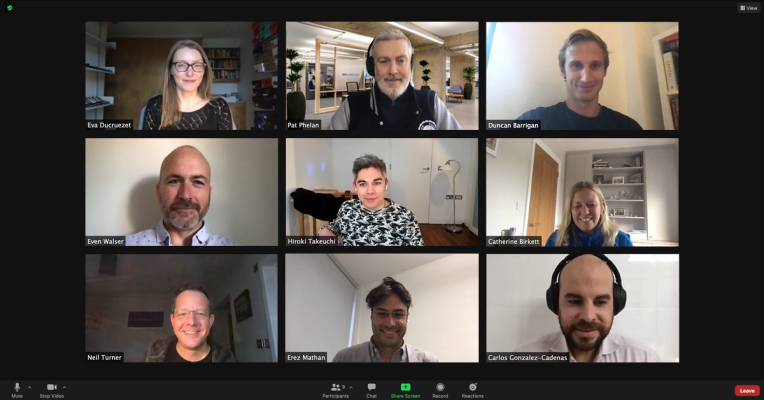 View
Eva Ducruezet
Pat Phelan
Duncan Barrigan
Even Walser
Hiroki Takeuchi
Catherine Birkett
Neil Turner
Erez Mathan
Carlos Gonzalez-Cadenas
Mute
Stop Video
Participants
9
Chat
Share Screen
Record
Reactions
Leave